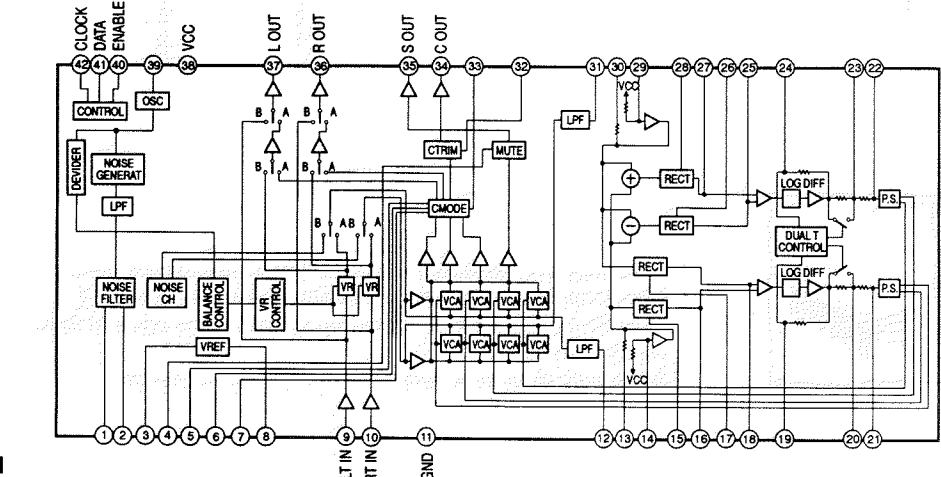 CLOCK
DATA
ENABLE
VCC
L OUT
R OUT
S OUT
C OUT
42 41 40 39 38 37 36 35 34 33 32 31 30 29 28 27 26 25 24 23 22
CONTROL
OSC
B A
B A
LPF
VCC
DEVIDER
NOISE
GENERAT
B A
B A
CTRIM
MUTE
+
RECT
LOG DIFF
P.S.
LPF
CMODE
B A B A
−
RECT
DUAL T
CONTROL
NOISE
FILTER
NOISE
CH
BALANCE
CONTROL
VR
CONTROL
VR
VR
RECT
LOG DIFF
P.S.
VCA VCA VCA VCA
RECT
VREF
VCA VCA VCA VCA
LPF
VCC
1 2 3 4 5 6 7 8 9 10 11 12 13 14 15 16 17 18 19 20 21
LT IN
RT IN
GND